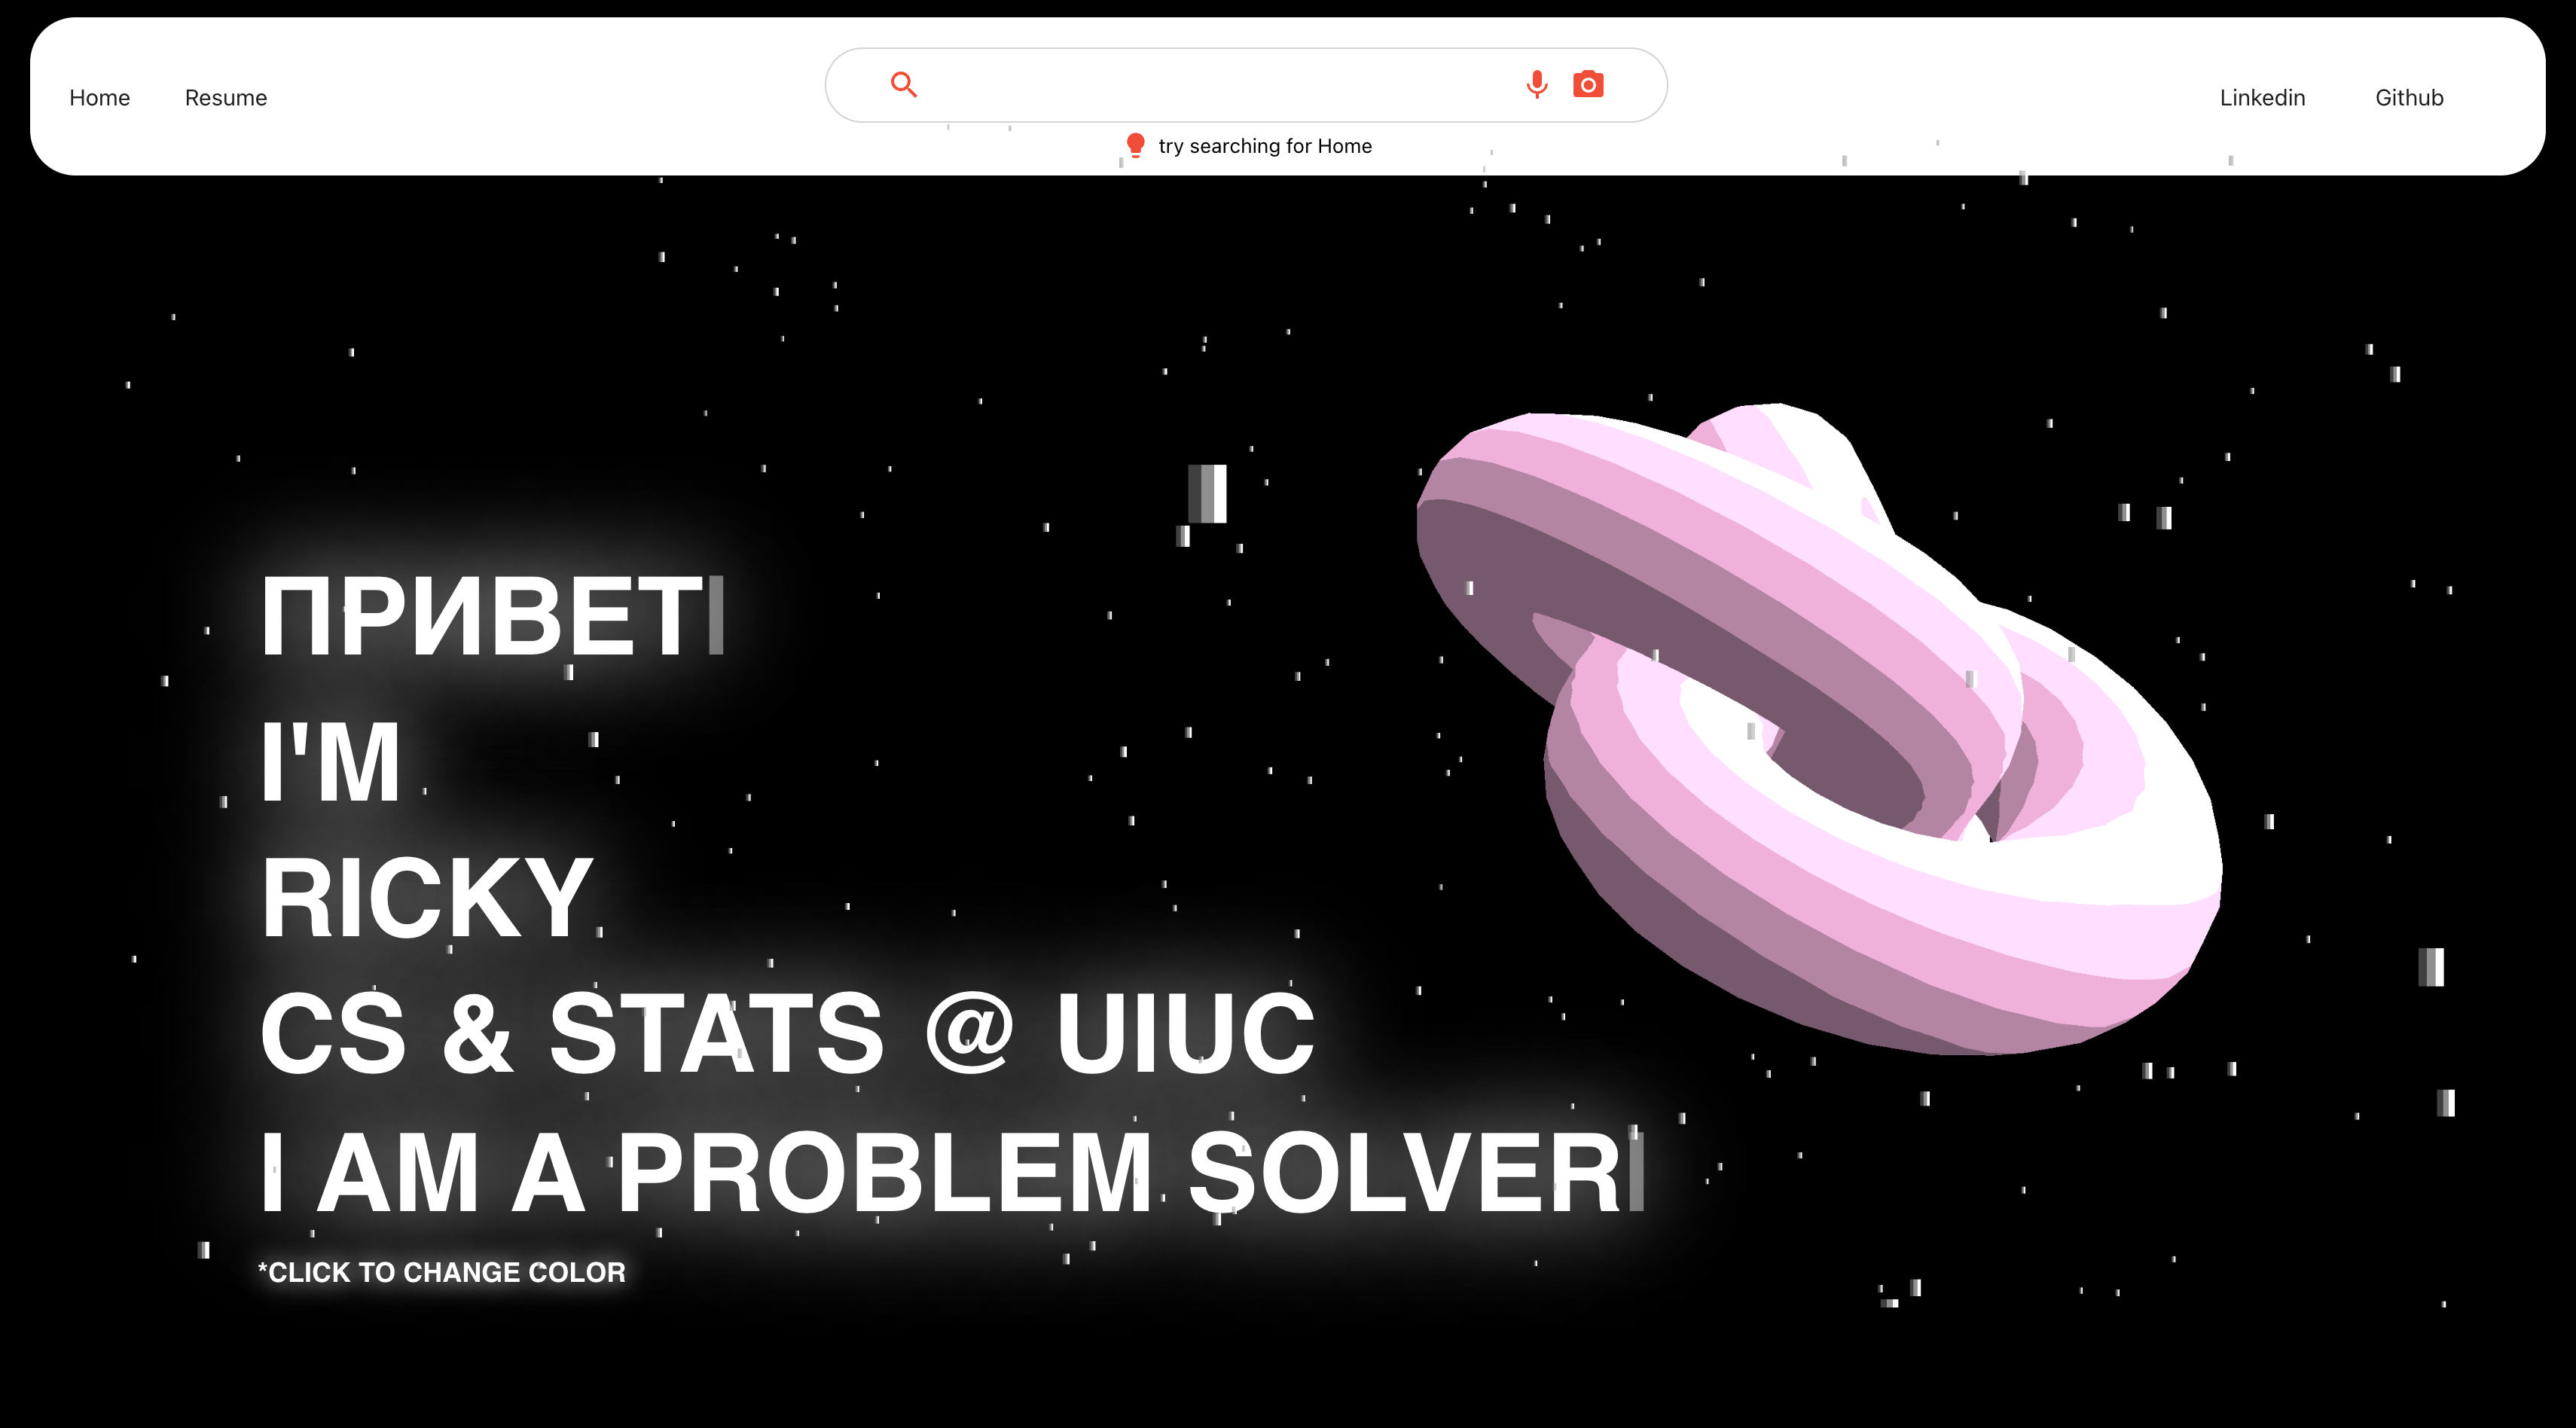 Home Resume Linkedin Github
try searching for Home
ПРИВЕТ
I'M
RICKY
CS & STATS @ UIUC
I AM A PROBLEM SOLVER
*CLICK TO CHANGE COLOR